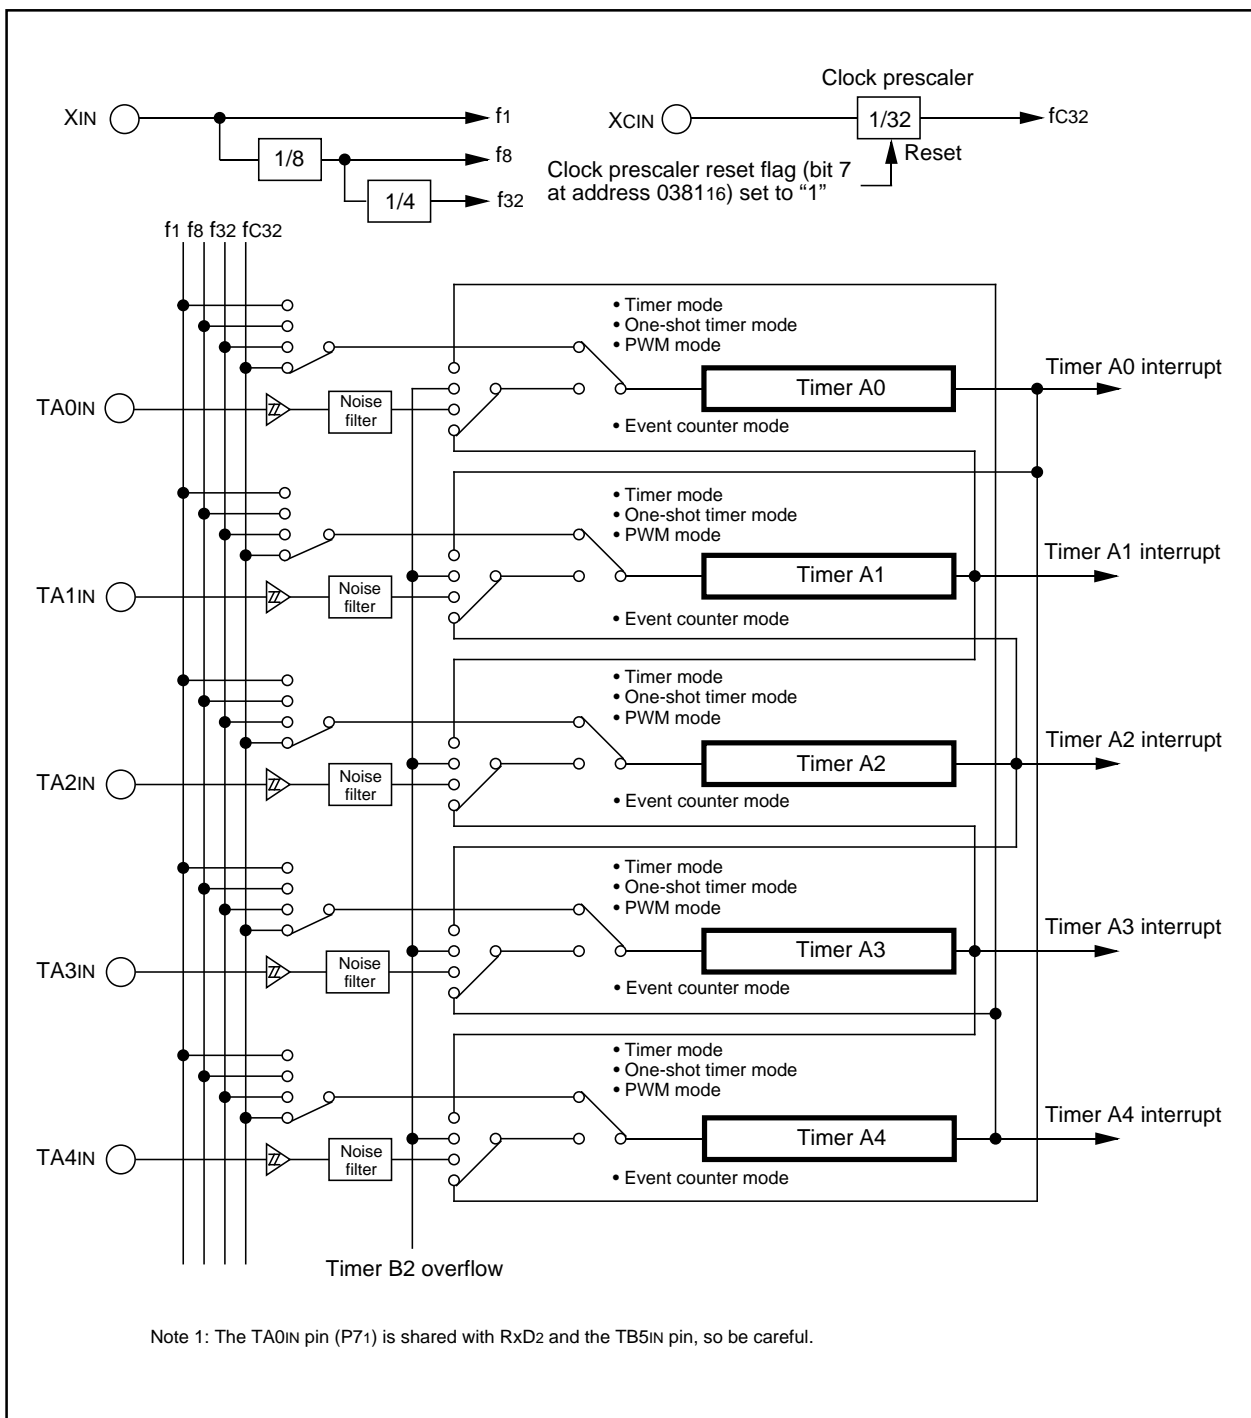 Clock prescaler
XIN
f1
XCIN
1/32
fC32
1/8
f8
Reset
Clock prescaler reset flag (bit 7
at address 038116) set to “1”
1/4
f32
f1 f8 f32 fC32
• Timer mode
• One-shot timer mode
• PWM mode
Timer A0 interrupt
Timer A0
TA0IN
Noise
filter
• Event counter mode
• Timer mode
• One-shot timer mode
• PWM mode
Timer A1 interrupt
Timer A1
TA1IN
Noise
filter
• Event counter mode
• Timer mode
• One-shot timer mode
• PWM mode
Timer A2 interrupt
Timer A2
TA2IN
Noise
filter
• Event counter mode
• Timer mode
• One-shot timer mode
• PWM mode
Timer A3 interrupt
Timer A3
TA3IN
Noise
filter
• Event counter mode
• Timer mode
• One-shot timer mode
• PWM mode
Timer A4 interrupt
Timer A4
TA4IN
Noise
filter
• Event counter mode
Timer B2 overflow
Note 1: The TA0IN pin (P71) is shared with RxD2 and the TB5IN pin, so be careful.